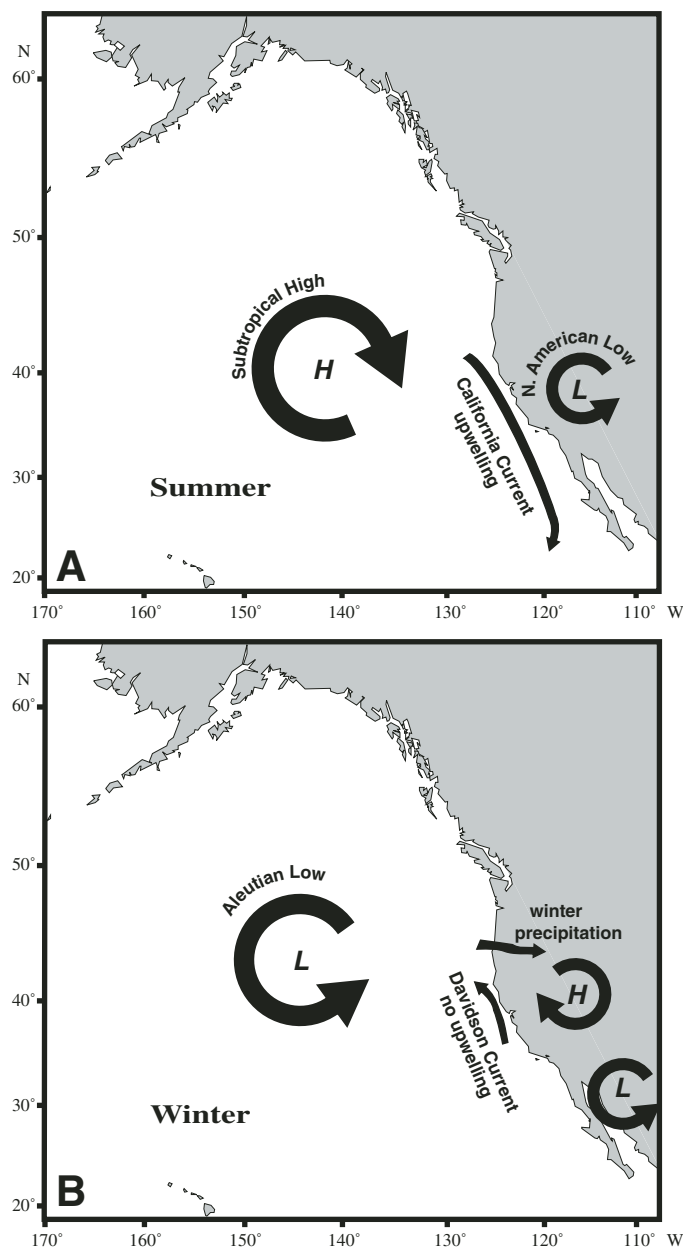 N
60°
50°
40°
30°
20°
Subtropical High
H
N. American Low
L
California Current
upwelling
Summer
A
170°
160°
150°
140°
130°
120°
110°
W
N
60°
50°
40°
30°
20°
Aleutian Low
L
winter
precipitation
H
Davidson Current
no upwelling
L
Winter
B
170°
160°
150°
140°
130°
120°
110°
W